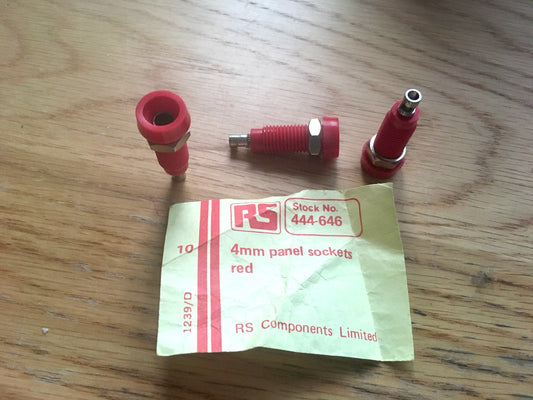 RS
Stock No.
444-646
10
4mm panel sockets
red
1239/D
RS Components Limited